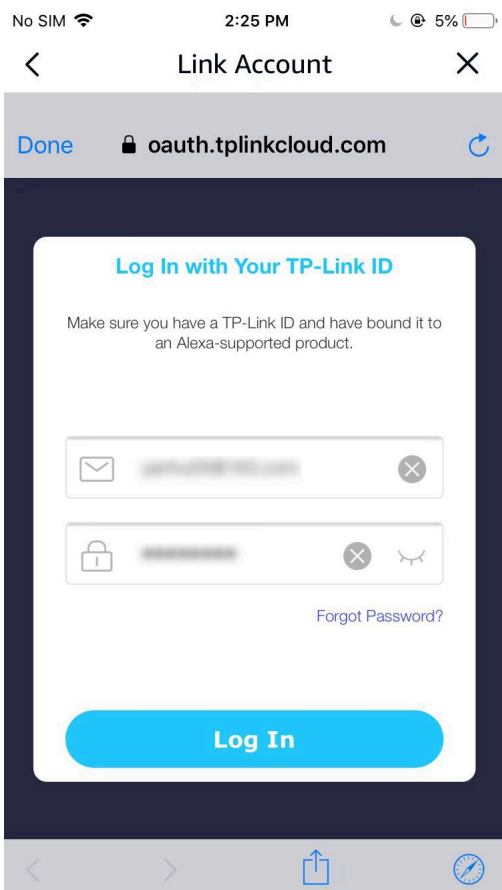 No SIM 2:25 PM 5%
Link Account
Done oauth.tplinkcloud.com
Log In with Your TP-Link ID
Make sure you have a TP-Link ID and have bound it to
an Alexa-supported product.
Forgot Password?
Log In